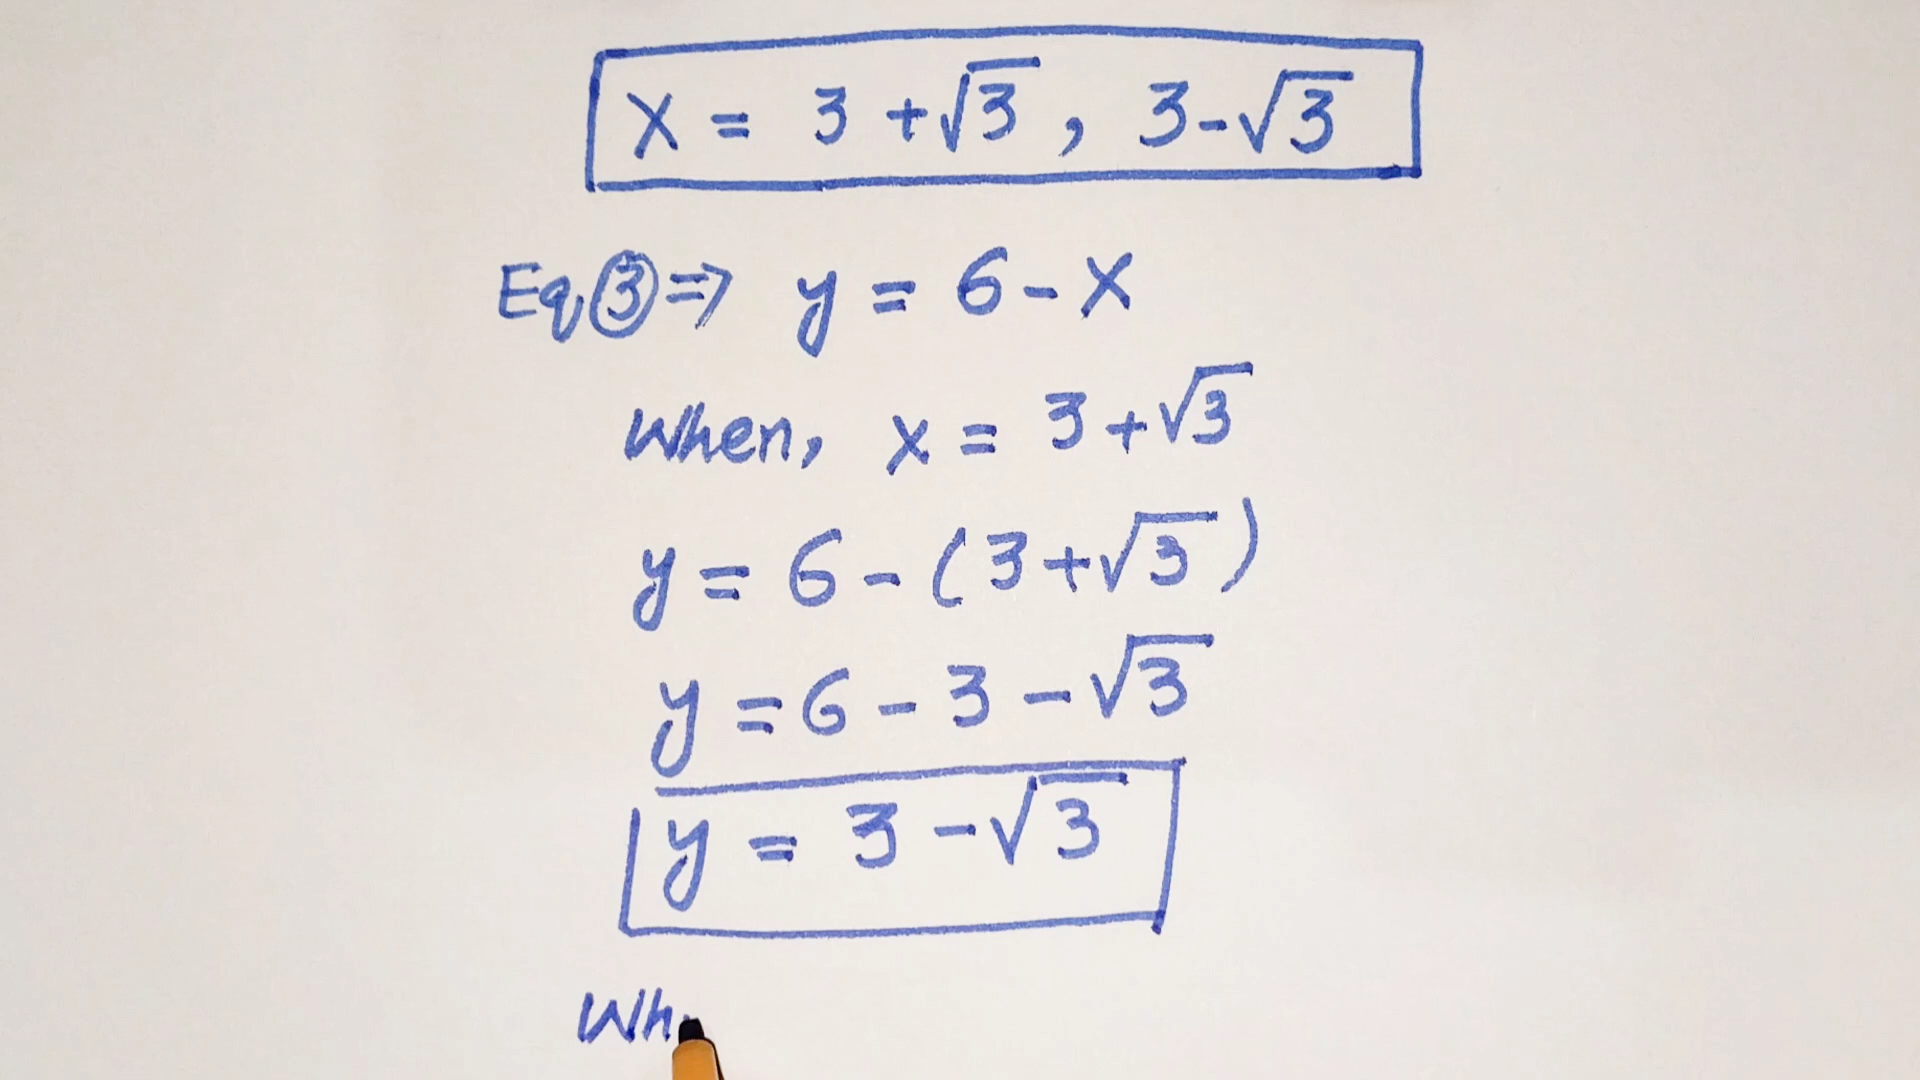 x = 3 + √3 , 3 - √3
Eq ③ ⇒ y = 6 - x
When, x = 3 + √3
y = 6 - (3 + √3)
y = 6 - 3 - √3
y = 3 - √3
Wh